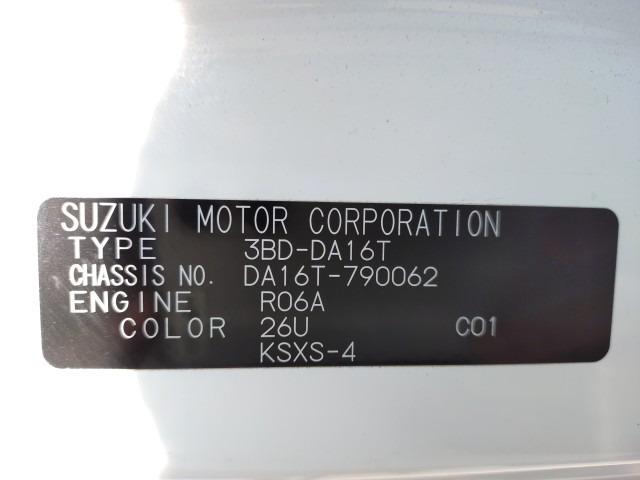 SUZUKI MOTOR CORPORATION
TYPE 3BD-DA16T
CHASSIS NO. DA16T-790062
ENGINE R06A
COLOR 26U C01
KSXS-4